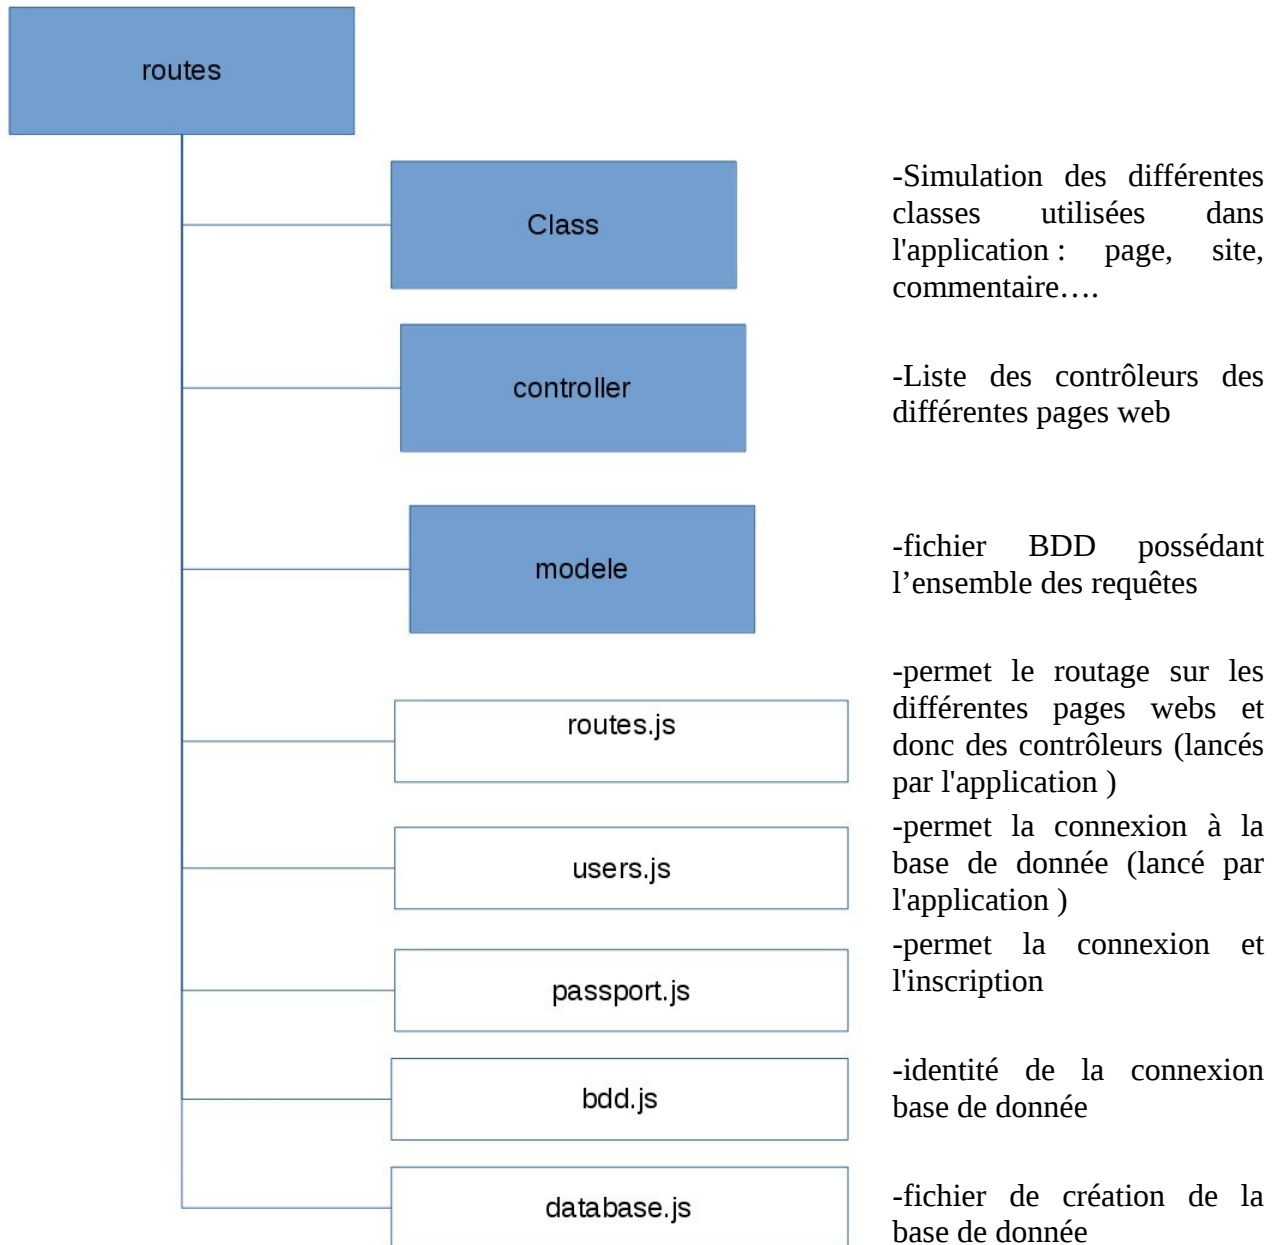 routes
Class
-Simulation des différentes
classes utilisées dans
l'application : page, site,
commentaire….
controller
-Liste des contrôleurs des
différentes pages web
modele
-fichier BDD possédant
l’ensemble des requêtes
routes.js
-permet le routage sur les
différentes pages webs et
donc des contrôleurs (lancés
par l'application )
users.js
-permet la connexion à la
base de donnée (lancé par
l'application )
passport.js
-permet la connexion et
l'inscription
bdd.js
-identité de la connexion
base de donnée
database.js
-fichier de création de la
base de donnée